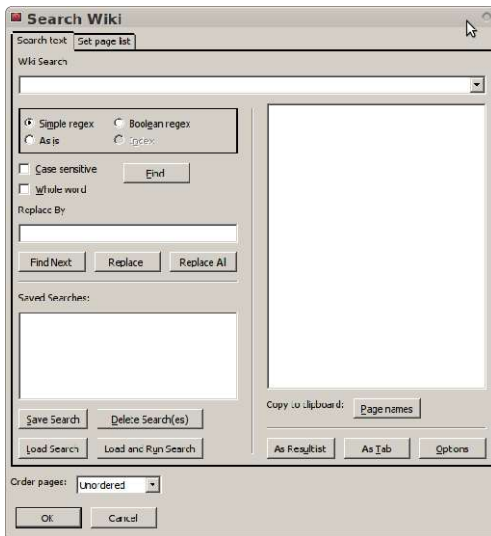 Search Wiki
Search text Set page list
Wiki Search
Simple regex Boolean regex
As is Index
Case sensitive Find
Whole word
Replace By
Find Next Replace Replace All
Saved Searches:
Save Search Delete Search(es)
Load Search Load and Run Search
Copy to clipboard: Page names
As Resultlist As Tab Options
Order pages: Unordered
OK Cancel